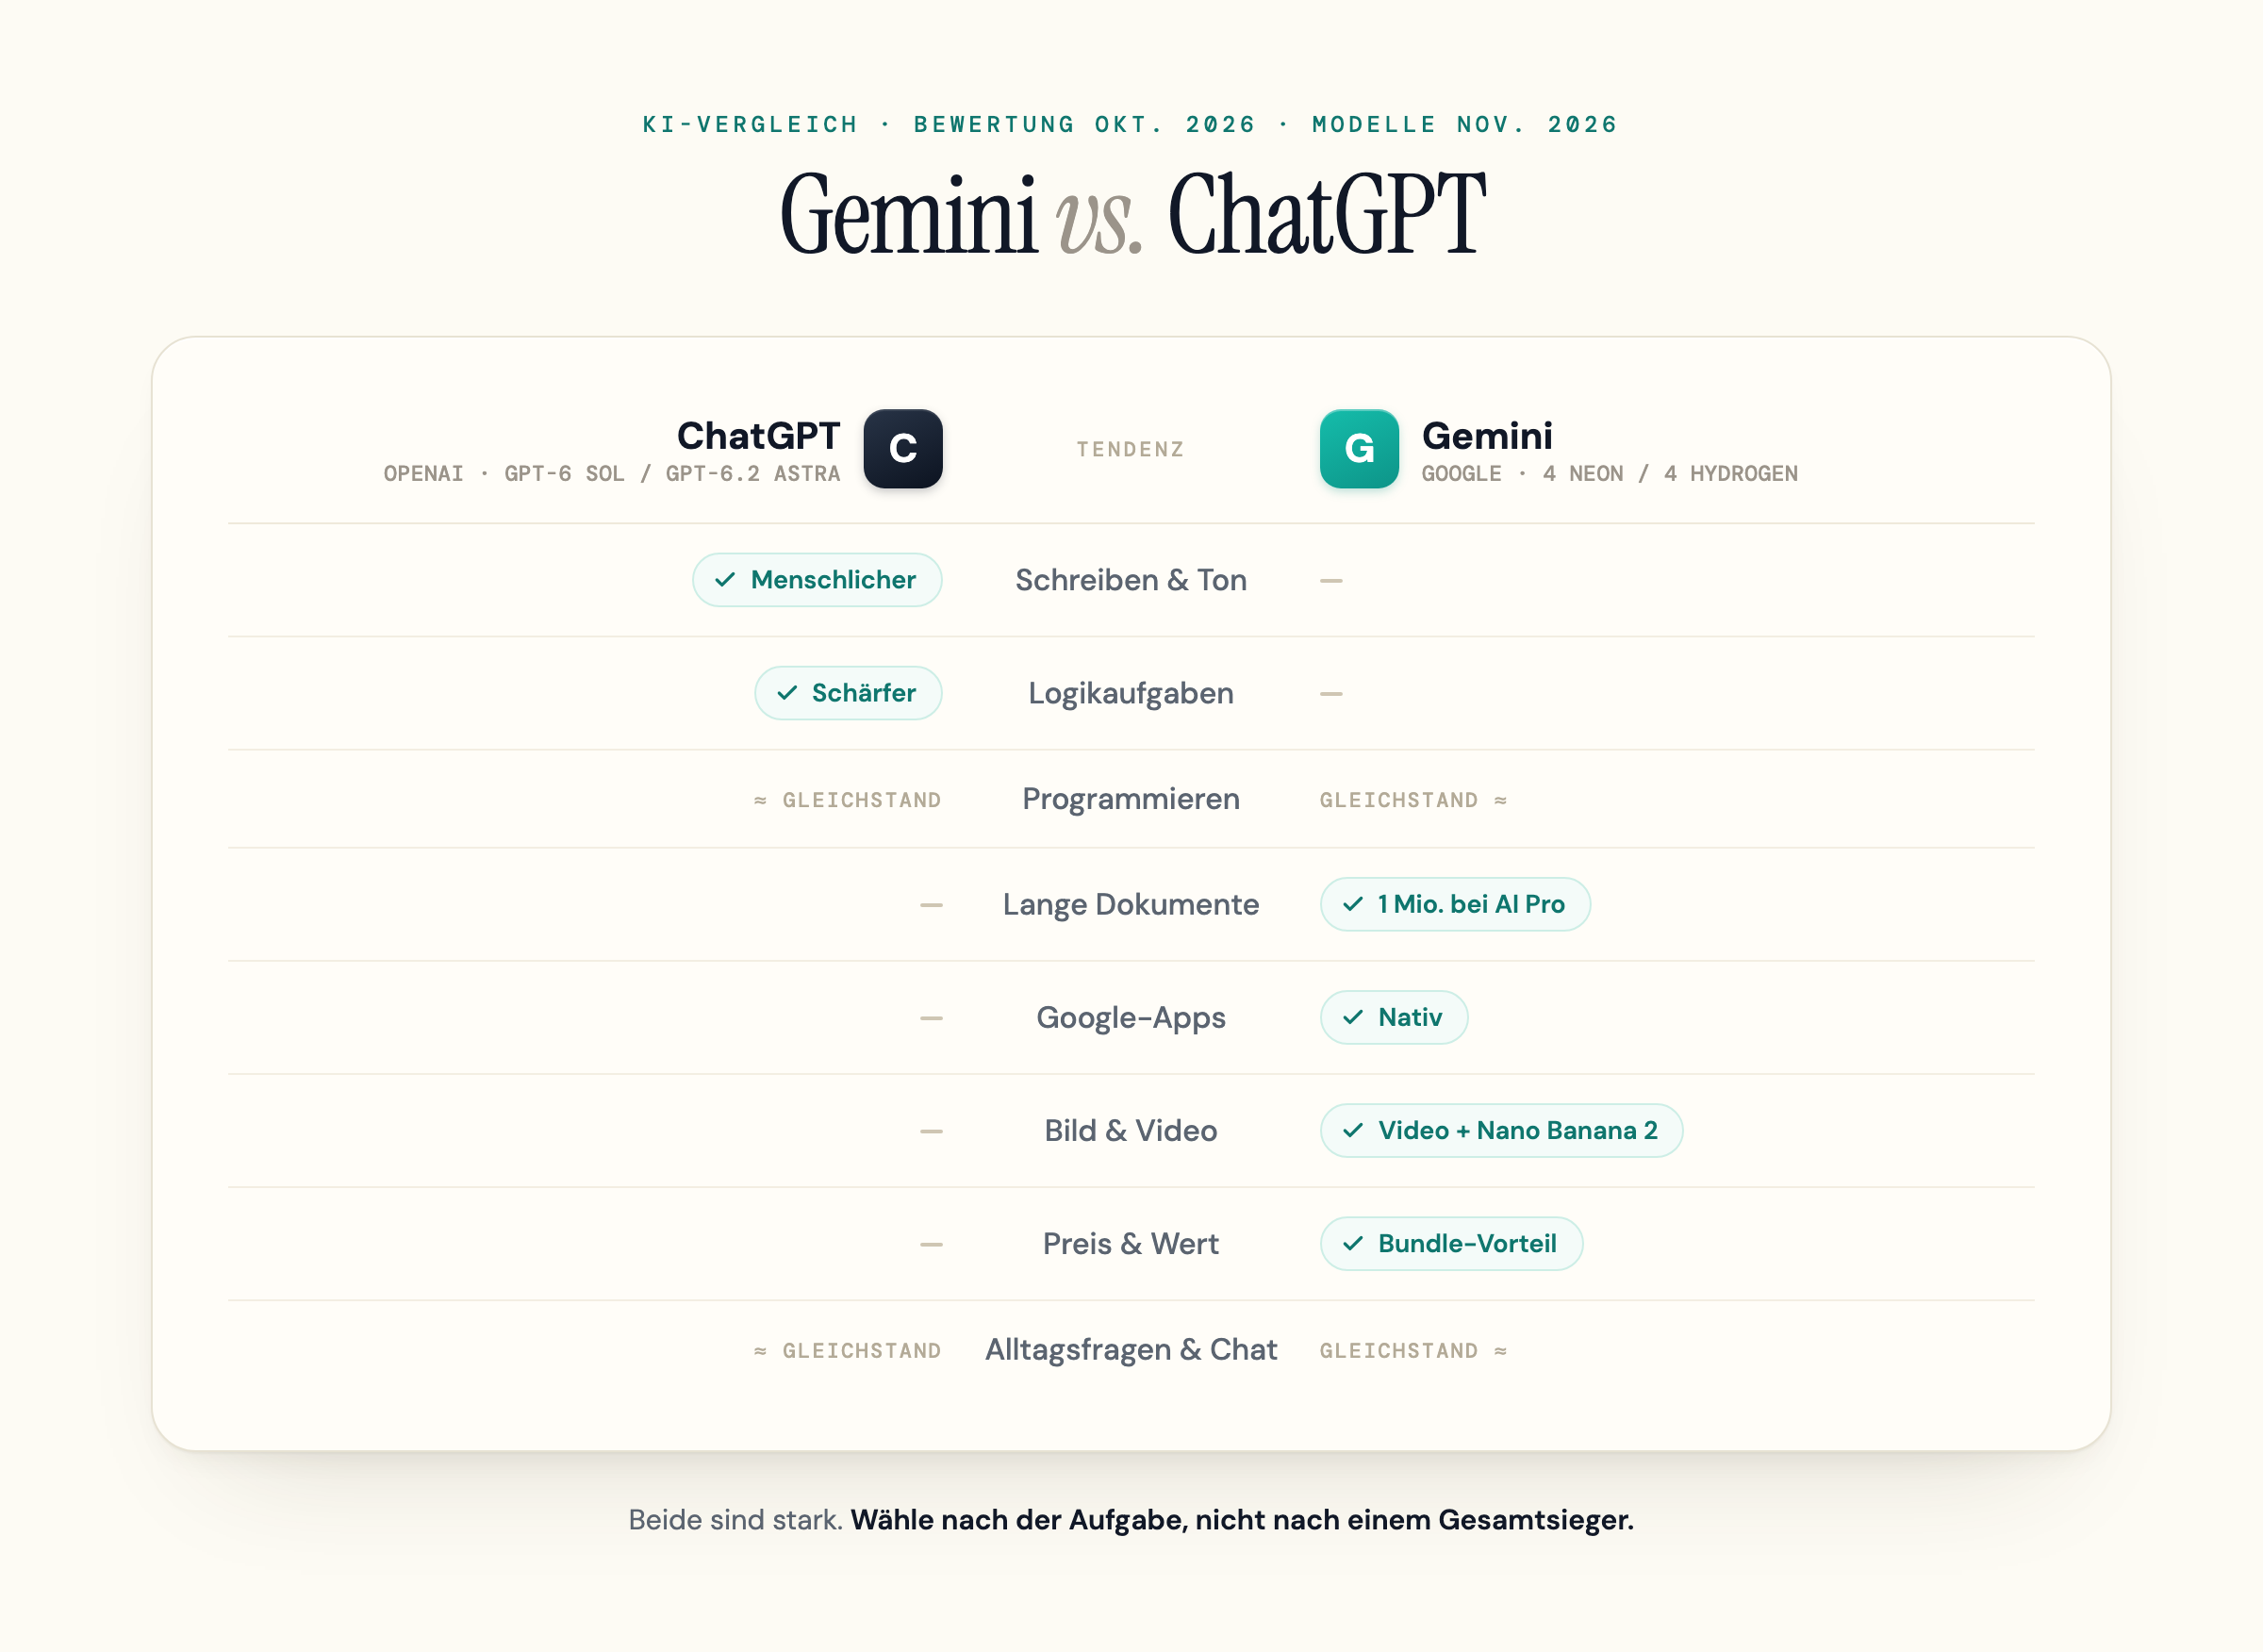 KI-VERGLEICH · BEWERTUNG OKT. 2026 · MODELLE NOV. 2026
Gemini vs. ChatGPT
ChatGPT
OPENAI · GPT-6 SOL / GPT-6.2 ASTRA
C
TENDENZ
G
Gemini
GOOGLE · 4 NEON / 4 HYDROGEN
✓ Menschlicher Schreiben & Ton —
✓ Schärfer Logikaufgaben —
≈ GLEICHSTAND Programmieren GLEICHSTAND ≈
— Lange Dokumente ✓ 1 Mio. bei AI Pro
— Google-Apps ✓ Nativ
— Bild & Video ✓ Video + Nano Banana 2
— Preis & Wert ✓ Bundle-Vorteil
≈ GLEICHSTAND Alltagsfragen & Chat GLEICHSTAND ≈
Beide sind stark. Wähle nach der Aufgabe, nicht nach einem Gesamtsieger.